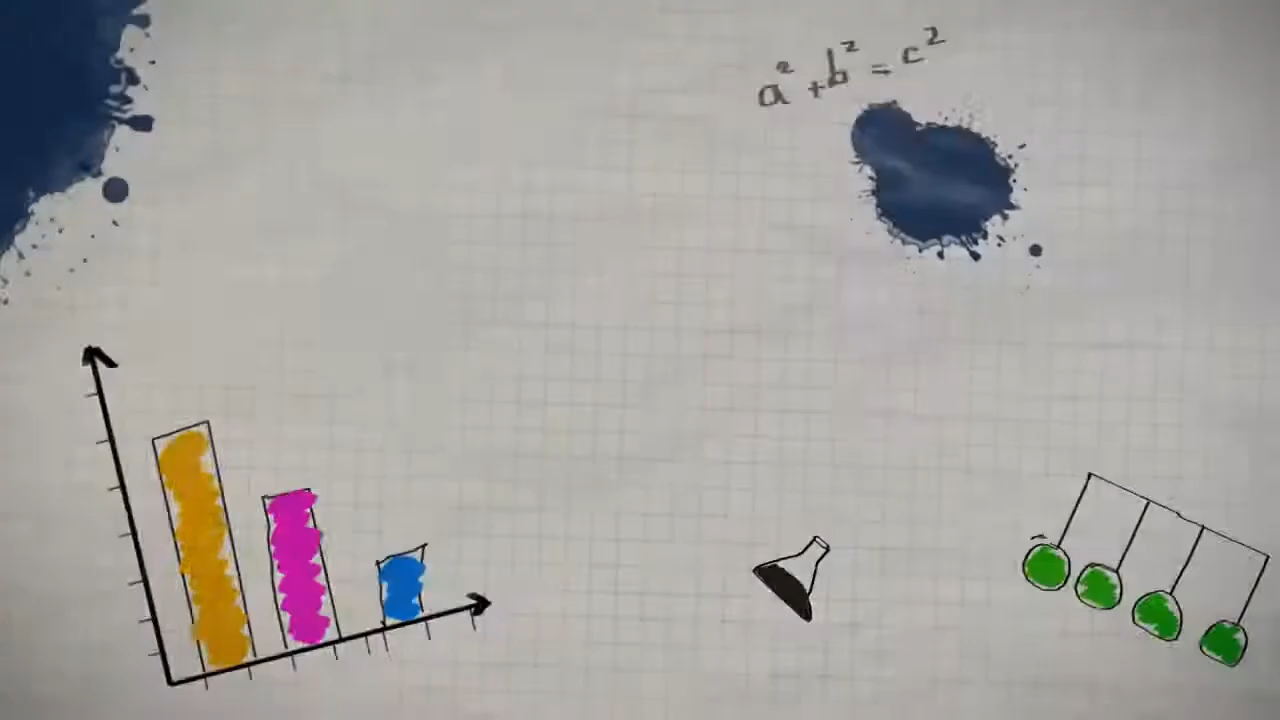 a² + b² = c²